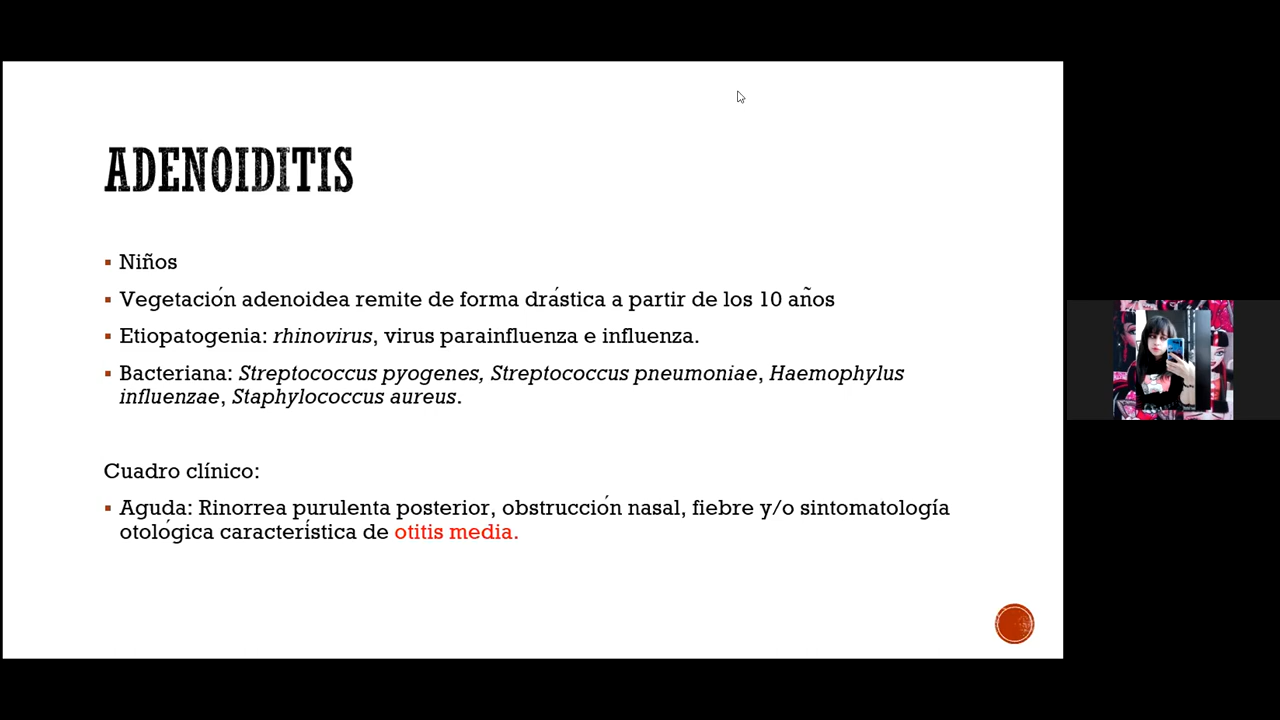 ADENOIDITIS
▪ Niños
▪ Vegetación adenoidea remite de forma drástica a partir de los 10 años
▪ Etiopatogenia: rhinovirus, virus parainfluenza e influenza.
▪ Bacteriana: Streptococcus pyogenes, Streptococcus pneumoniae, Haemophylus
influenzae, Staphylococcus aureus.
Cuadro clínico:
▪ Aguda: Rinorrea purulenta posterior, obstrucción nasal, fiebre y/o sintomatología
otológica característica de otitis media.